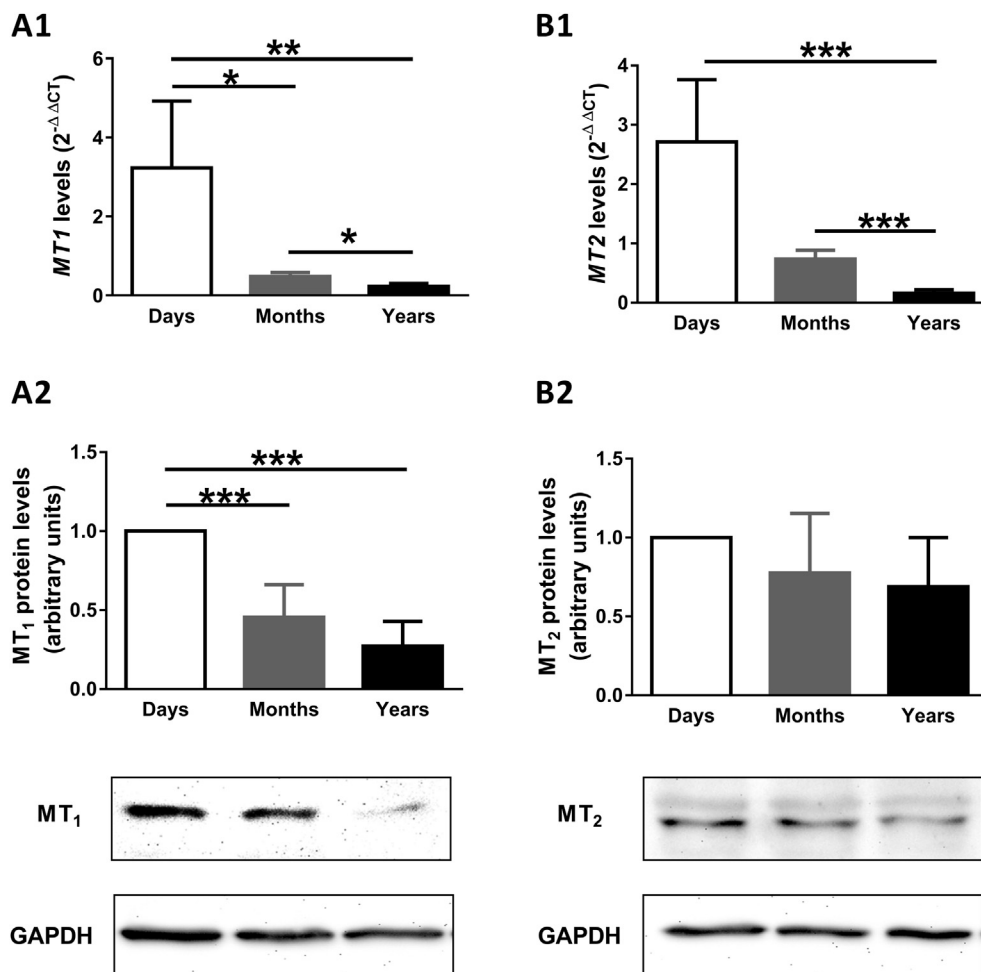 A1
MT1 levels (2-ΔΔCT)
6
4
2
0
**
*
*
Days Months Years
B1
MT2 levels (2-ΔΔCT)
4
3
2
1
0
***
***
Days Months Years
A2
MT1 protein levels
(arbitrary units)
1.5
1.0
0.5
0.0
***
***
Days Months Years
B2
MT2 protein levels
(arbitrary units)
1.5
1.0
0.5
0.0
Days Months Years
MT1
GAPDH
MT2
GAPDH